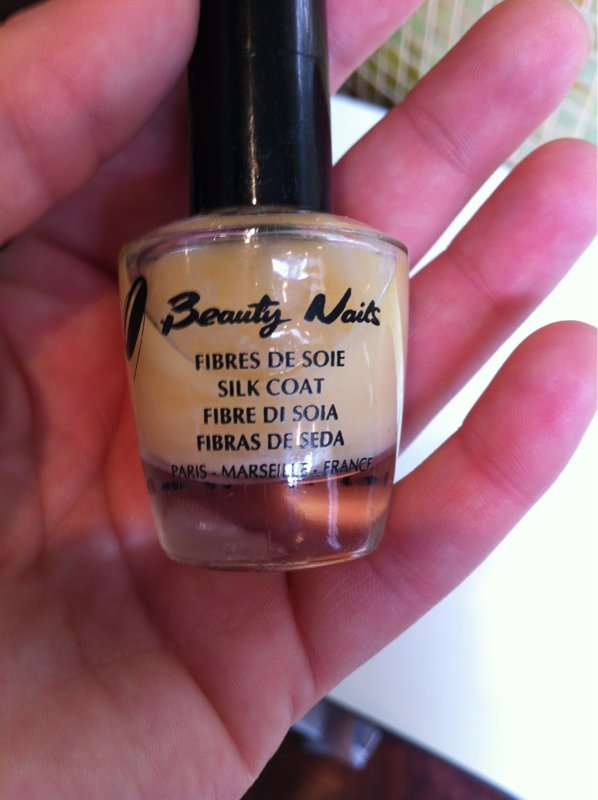 Beauty Nails
FIBRES DE SOIE
SILK COAT
FIBRE DI SOIA
FIBRAS DE SEDA
PARIS - MARSEILLE - FRANCE